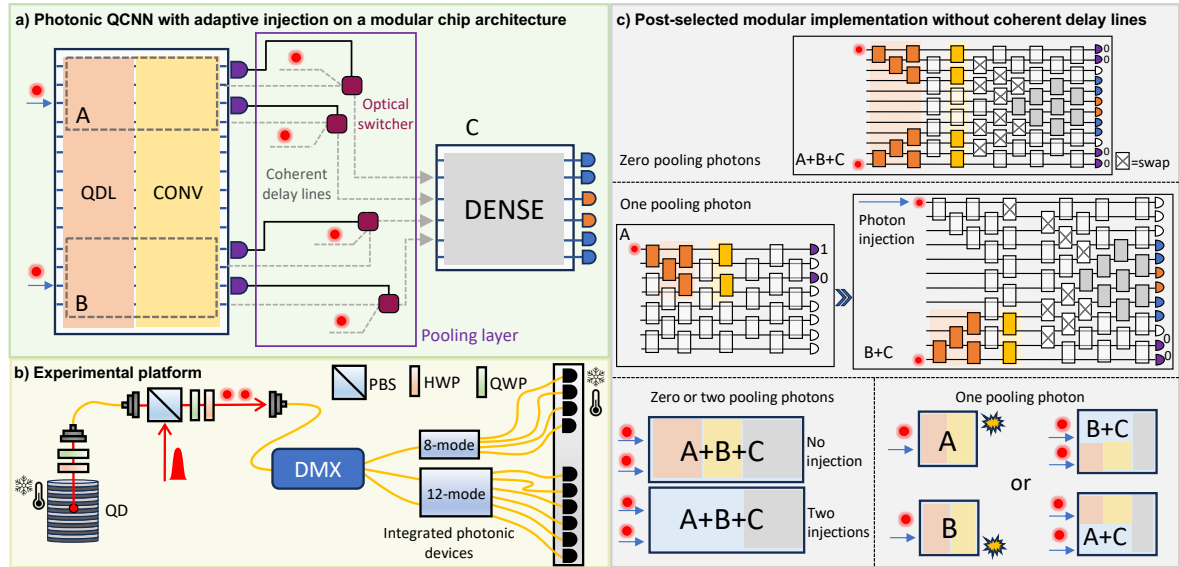 a) Photonic QCNN with adaptive injection on a modular chip architecture
A
QDL
CONV
B
Optical
switcher
Coherent
delay lines
C
DENSE
Pooling layer
b) Experimental platform
PBS
HWP
QWP
QD
DMX
8-mode
12-mode
Integrated photonic
devices
c) Post-selected modular implementation without coherent delay lines
0
0
Zero pooling photons
A+B+C
0
0
=swap
One pooling photon
A
1
0
Photon
injection
B+C
0
0
Zero or two pooling photons
A+B+C
No
injection
A+B+C
Two
injections
One pooling photon
A
B+C
or
B
A+C